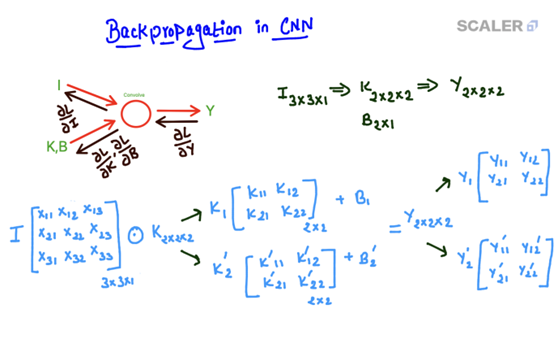 Backpropagation in CNN
SCALER
I
Convolve
Y
K,B
∂L/∂I
∂L/∂K' ∂L/∂B
∂L/∂Y
I3x3x1 ⇒ K2x2x2 ⇒ Y2x2x2
B2x1
I [x11 x12 x13
x21 x22 x23
x31 x32 x33] 3x3x1
⊙ K2x2x2
K1 [K11 K12
K21 K22] 2x2 + B1
K'2 [K'11 K'12
K'21 K'22] 2x2 + B'2
= Y2x2x2
Y1 [Y11 Y12
Y21 Y22]
Y'2 [Y'11 Y12'
Y'21 Y'22]